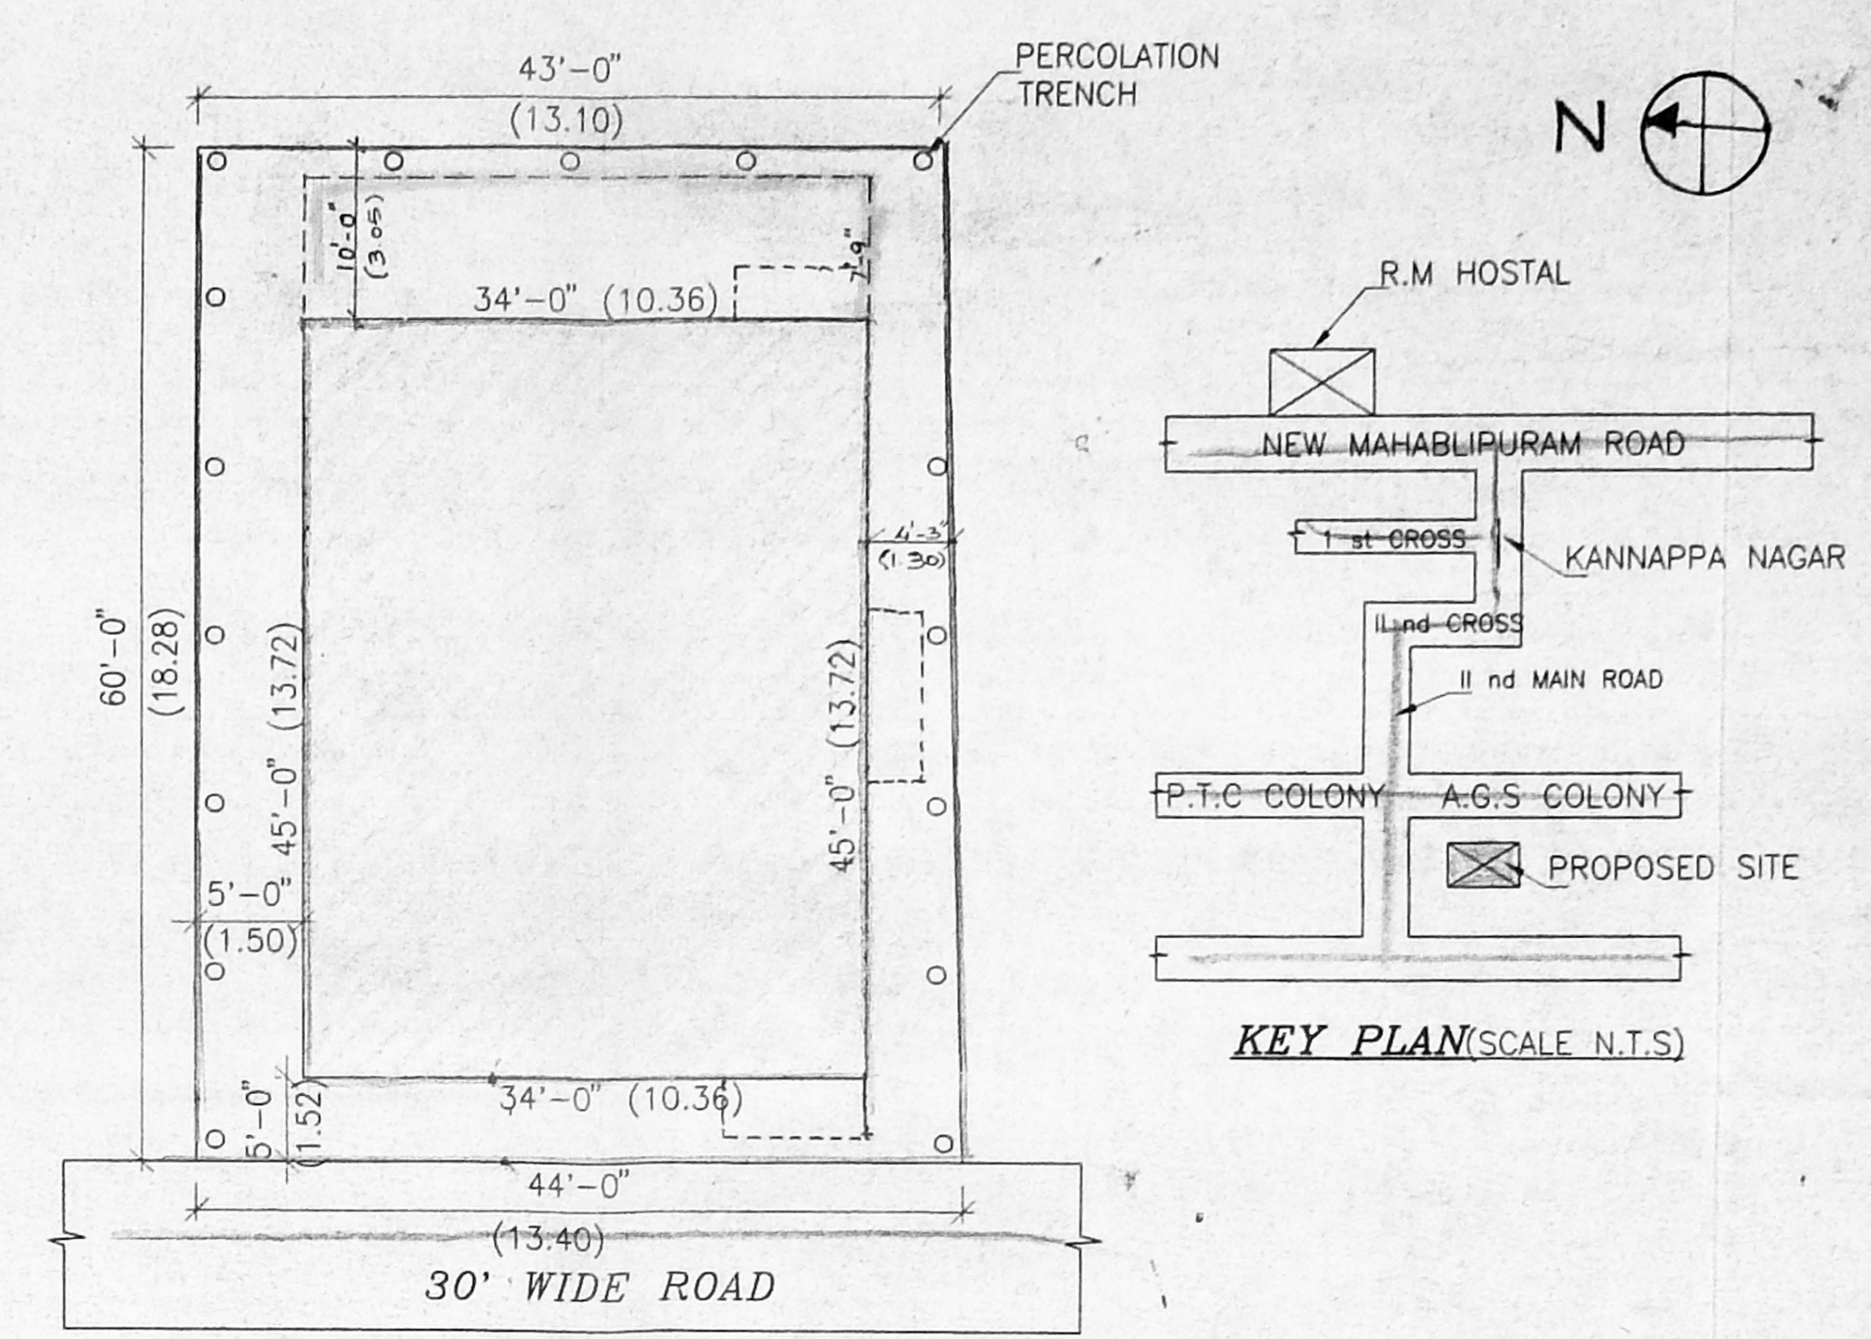 43'-0"
(13.10)
PERCOLATION
TRENCH
N
10'-0"
(3.05)
34'-0" (10.36)
60'-0"
(18.28)
45'-0" (13.72)
4'-3"
(1.30)
45'-0" (13.72)
5'-0"
(1.50)
5'-0"
(1.52)
34'-0" (10.36)
44'-0"
(13.40)
30' WIDE ROAD
R.M HOSTAL
NEW MAHABLIPURAM ROAD
1 st CROSS
KANNAPPA NAGAR
II nd CROSS
II nd MAIN ROAD
P.T.C COLONY
A.G.S COLONY
PROPOSED SITE
KEY PLAN(SCALE N.T.S)